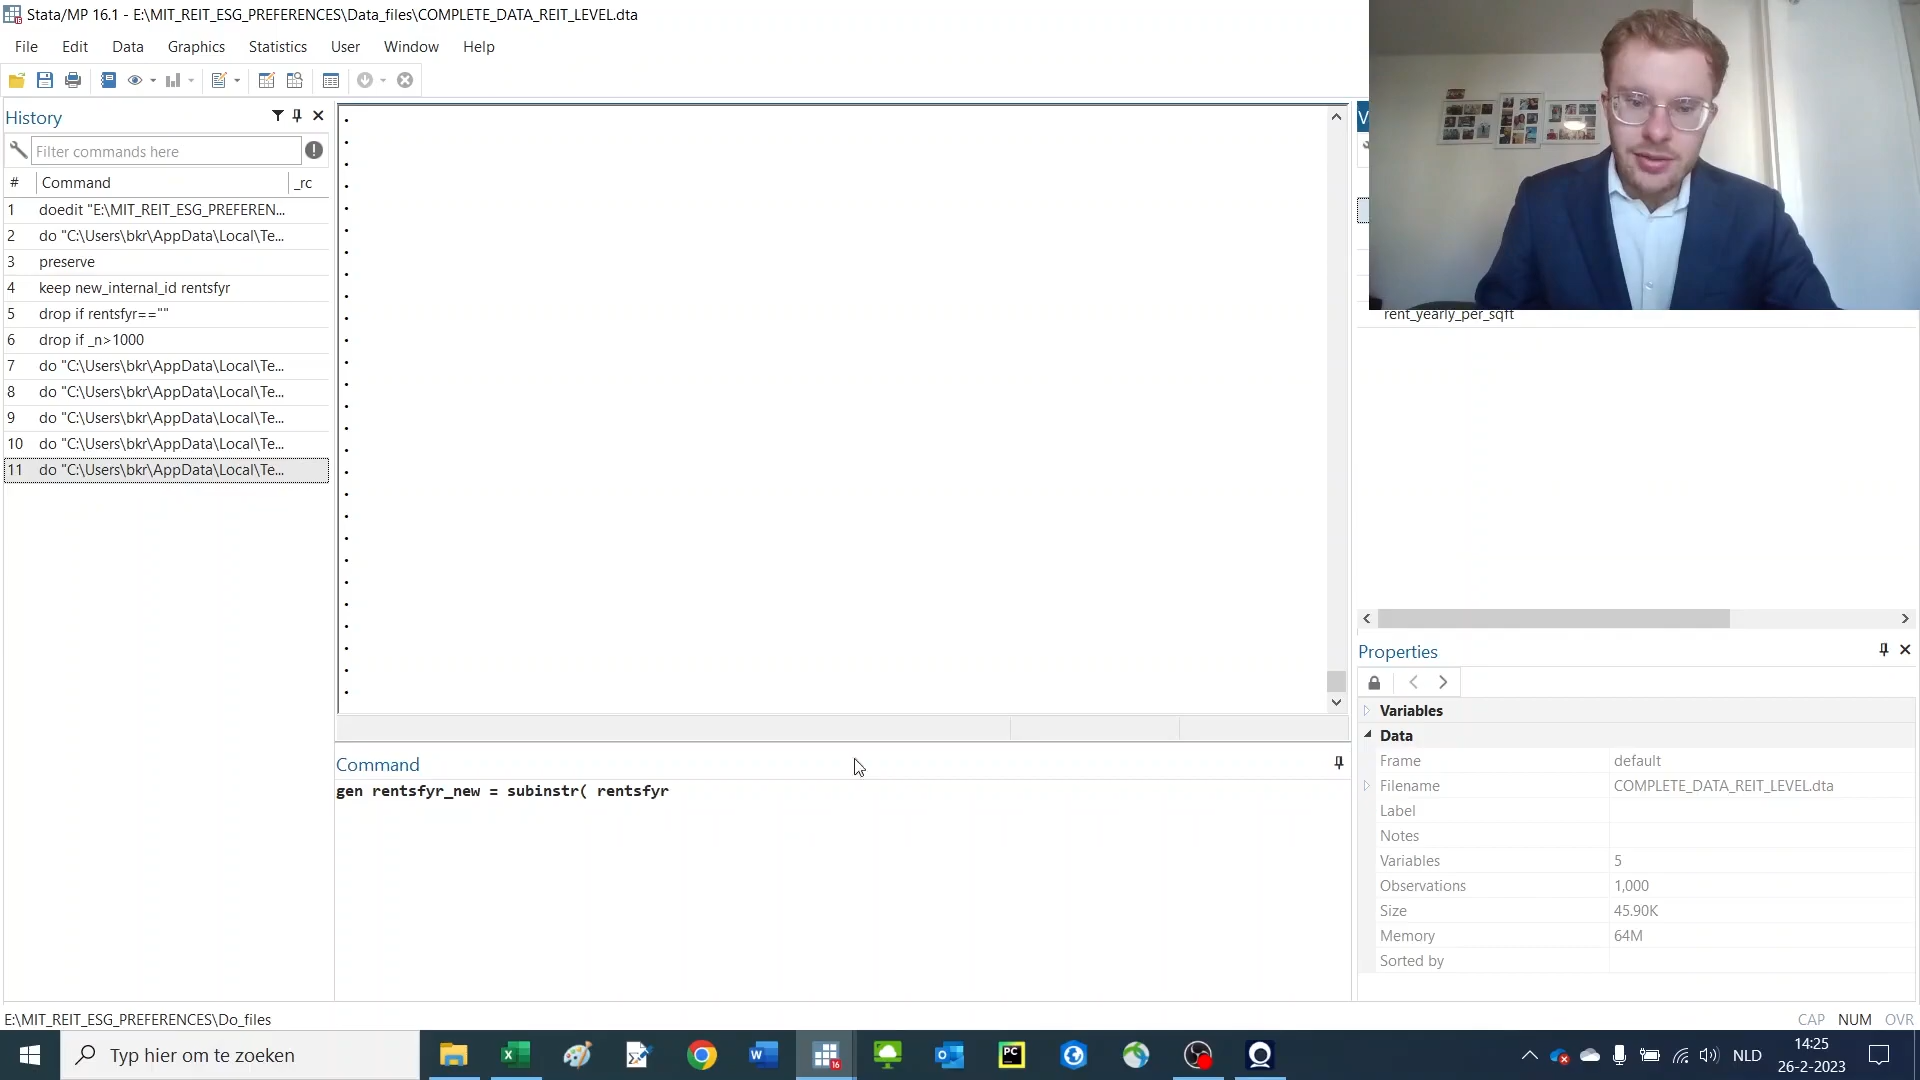 Stata/MP 16.1 - E:\MIT_REIT_ESG_PREFERENCES\Data_files\COMPLETE_DATA_REIT_LEVEL.dta
File Edit Data Graphics Statistics User Window Help
History
Filter commands here
# Command _rc
1 doedit "E:\MIT_REIT_ESG_PREFEREN...
2 do "C:\Users\bkr\AppData\Local\Te...
3 preserve
4 keep new_internal_id rentsfyr
5 drop if rentsfyr==""
6 drop if _n>1000
7 do "C:\Users\bkr\AppData\Local\Te...
8 do "C:\Users\bkr\AppData\Local\Te...
9 do "C:\Users\bkr\AppData\Local\Te...
10 do "C:\Users\bkr\AppData\Local\Te...
11 do "C:\Users\bkr\AppData\Local\Te...
Command
gen rentsfyr_new = subinstr( rentsfyr
V
rent_yearly_per_sqft
Properties
Variables
Data
Frame default
Filename COMPLETE_DATA_REIT_LEVEL.dta
Label
Notes
Variables 5
Observations 1,000
Size 45.90K
Memory 64M
Sorted by
E:\MIT_REIT_ESG_PREFERENCES\Do_files
CAP NUM OVR
Typ hier om te zoeken
16
PC
NLD
14:25
26-2-2023